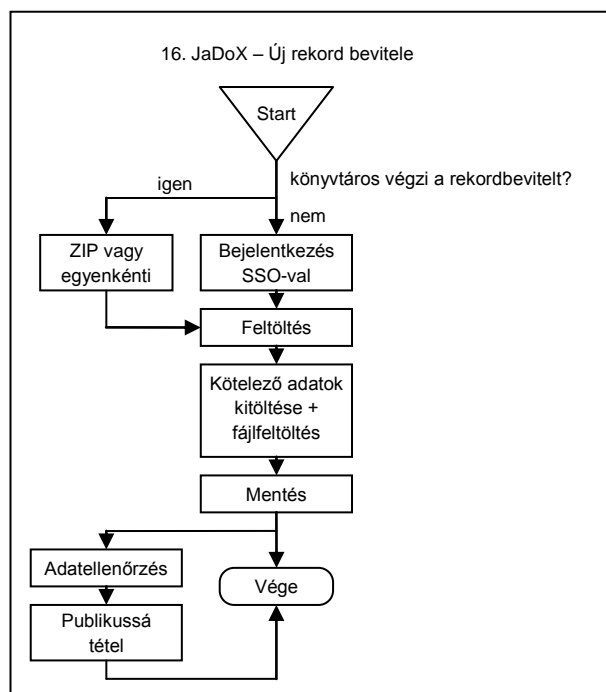 16. JaDoX – Új rekord bevitele
Start
könyvtáros végzi a rekordbevitelt?
igen
nem
ZIP vagy
egyenkénti
Bejelentkezés
SSO-val
Feltöltés
Kötelező adatok
kitöltése +
fájlfeltöltés
Mentés
Adatellenőrzés
Vége
Publikussá
tétel